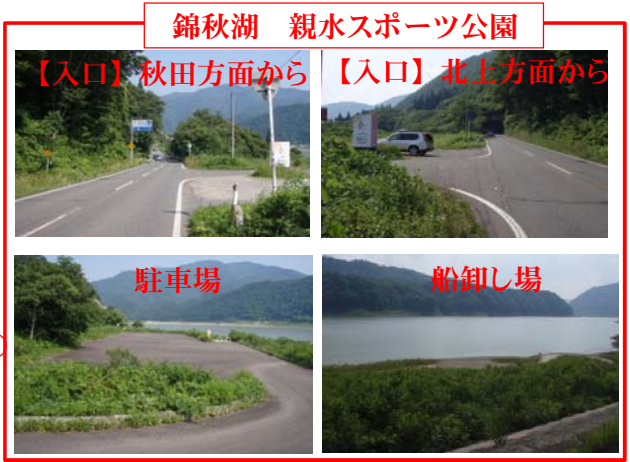 錦秋湖　親水スポーツ公園
【入口】秋田方面から
【入口】北上方面から
駐車場
船卸し場